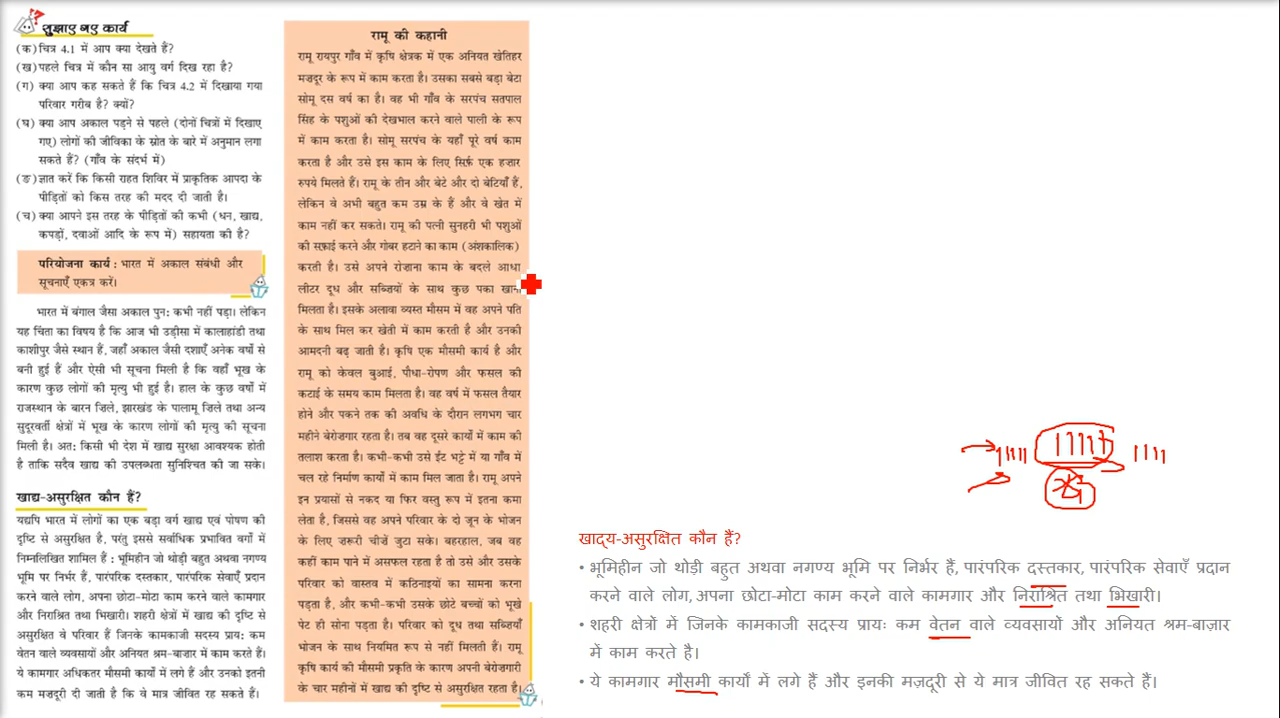 सुझाए गए कार्य
(क) चित्र 4.1 में आप क्या देखते हैं?
(ख) पहले चित्र में कौन सा आयु वर्ग दिख रहा है?
(ग) क्या आप कह सकते हैं कि चित्र 4.2 में दिखाया गया
परिवार गरीब है? क्यों?
(घ) क्या आप अकाल पड़ने से पहले (दोनों चित्रों में दिखाए
गए) लोगों की जीविका के स्रोत के बारे में अनुमान लगा
सकते हैं? (गाँव के संदर्भ में)
(ङ) ज्ञात करें कि किसी राहत शिविर में प्राकृतिक आपदा के
पीड़ितों को किस तरह की मदद दी जाती है।
(च) क्या आपने इस तरह के पीड़ितों की कभी (धन, खाद्य,
कपड़ों, दवाओं आदि के रूप में) सहायता की है?
परियोजना कार्य : भारत में अकाल संबंधी और
सूचनाएँ एकत्र करें।
भारत में बंगाल जैसा अकाल पुन: कभी नहीं पड़ा। लेकिन
यह चिंता का विषय है कि आज भी उड़ीसा में कालाहांडी तथा
काशीपुर जैसे स्थान हैं, जहाँ अकाल जैसी दशाएँ अनेक वर्षों से
बनी हुई हैं और ऐसी भी सूचना मिली है कि वहाँ भूख के
कारण कुछ लोगों की मृत्यु भी हुई है। हाल के कुछ वर्षों में
राजस्थान के बारन ज़िले, झारखंड के पालामू ज़िले तथा अन्य
सुदूरवर्ती क्षेत्रों में भूख के कारण लोगों की मृत्यु की सूचना
मिली है। अत: किसी भी देश में खाद्य सुरक्षा आवश्यक होती
है ताकि सदैव खाद्य की उपलब्धता सुनिश्चित की जा सके।
खाद्य-असुरक्षित कौन हैं?
यद्यपि भारत में लोगों का एक बड़ा वर्ग खाद्य एवं पोषण की
दृष्टि से असुरक्षित है, परंतु इससे सर्वाधिक प्रभावित वर्गों में
निम्नलिखित शामिल हैं : भूमिहीन जो थोड़ी बहुत अथवा नगण्य
भूमि पर निर्भर हैं, पारंपरिक दस्तकार, पारंपरिक सेवाएँ प्रदान
करने वाले लोग, अपना छोटा-मोटा काम करने वाले कामगार
और निराश्रित तथा भिखारी। शहरी क्षेत्रों में खाद्य की दृष्टि से
असुरक्षित वे परिवार हैं जिनके कामकाजी सदस्य प्राय: कम
वेतन वाले व्यवसायों और अनियत श्रम-बाजार में काम करते हैं।
ये कामगार अधिकतर मौसमी कार्यों में लगे हैं और उनको इतनी
कम मज़दूरी दी जाती है कि वे मात्र जीवित रह सकते हैं।
रामू की कहानी
रामू रायपुर गाँव में कृषि क्षेत्रक में एक अनियत खेतिहर
मज़दूर के रूप में काम करता है। उसका सबसे बड़ा बेटा
सोमू दस वर्ष का है। वह भी गाँव के सरपंच सतपाल
सिंह के पशुओं की देखभाल करने वाले पाली के रूप
में काम करता है। सोमू सरपंच के यहाँ पूरे वर्ष काम
करता है और उसे इस काम के लिए सिर्फ़ एक हज़ार
रुपये मिलते हैं। रामू के तीन और बेटे और दो बेटियाँ हैं,
लेकिन वे अभी बहुत कम उम्र के हैं और वे खेत में
काम नहीं कर सकते। रामू की पत्नी सुनहरी भी पशुओं
की सफ़ाई करने और गोबर हटाने का काम (अंशकालिक)
करती है। उसे अपने रोज़ाना काम के बदले आधा
लीटर दूध और सब्ज़ियों के साथ कुछ पका खाना
मिलता है। इसके अलावा व्यस्त मौसम में वह अपने पति
के साथ मिल कर खेती में काम करती है और उनकी
आमदनी बढ़ जाती है। कृषि एक मौसमी कार्य है और
रामू को केवल बुआई, पौधा-रोपण और फसल की
कटाई के समय काम मिलता है। वह वर्ष में फसल तैयार
होने और पकने तक की अवधि के दौरान लगभग चार
महीने बेरोज़गार रहता है। तब वह दूसरे कार्यों में काम की
तलाश करता है। कभी-कभी उसे ईंट भट्टे में या गाँव में
चल रहे निर्माण कार्यों में काम मिल जाता है। रामू अपने
इन प्रयासों से नकद या फिर वस्तु रूप में इतना कमा
लेता है, जिससे वह अपने परिवार के दो जून के भोजन
के लिए ज़रूरी चीज़ें जुटा सके। बहरहाल, जब वह
कहीं काम पाने में असफल रहता है तो उसे और उसके
परिवार को वास्तव में कठिनाइयों का सामना करना
पड़ता है, और कभी-कभी उसके छोटे बच्चों को भूखे
पेट ही सोना पड़ता है। परिवार को दूध तथा सब्ज़ियाँ
भोजन के साथ नियमित रूप से नहीं मिलती हैं। रामू
कृषि कार्य की मौसमी प्रकृति के कारण अपनी बेरोज़गारी
के चार महीनों में खाद्य की दृष्टि से असुरक्षित रहता है।
खाद्य-असुरक्षित कौन हैं?
• भूमिहीन जो थोड़ी बहुत अथवा नगण्य भूमि पर निर्भर हैं, पारंपरिक दस्तकार, पारंपरिक सेवाएँ प्रदान
करने वाले लोग, अपना छोटा-मोटा काम करने वाले कामगार और निराश्रित तथा भिखारी।
• शहरी क्षेत्रों में जिनके कामकाजी सदस्य प्रायः कम वेतन वाले व्यवसायों और अनियत श्रम-बाज़ार
में काम करते है।
• ये कामगार मौसमी कार्यों में लगे हैं और इनकी मज़दूरी से ये मात्र जीवित रह सकते हैं।